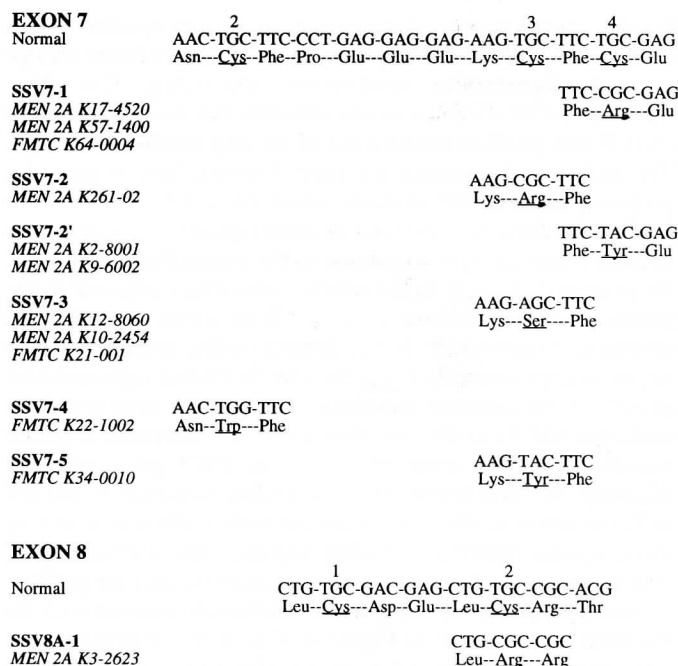 EXON 7
2 3 4
Normal AAC-TGC-TTC-CCT-GAG-GAG-GAG-AAG-TGC-TTC-TGC-GAG
Asn---Cys--Phe--Pro---Glu---Glu---Glu---Lys---Cys---Phe--Cys--Glu
SSV7-1 TTC-CGC-GAG
MEN 2A K17-4520 Phe--Arg---Glu
MEN 2A K57-1400
FMTC K64-0004
SSV7-2 AAG-CGC-TTC
MEN 2A K261-02 Lys---Arg---Phe
SSV7-2' TTC-TAC-GAG
MEN 2A K2-8001 Phe--Tyr---Glu
MEN 2A K9-6002
SSV7-3 AAG-AGC-TTC
MEN 2A K12-8060 Lys---Ser----Phe
MEN 2A K10-2454
FMTC K21-001
SSV7-4 AAC-TGG-TTC
FMTC K22-1002 Asn--Trp---Phe
SSV7-5 AAG-TAC-TTC
FMTC K34-0010 Lys---Tyr---Phe
EXON 8
1 2
Normal CTG-TGC-GAC-GAG-CTG-TGC-CGC-ACG
Leu--Cys---Asp--Glu---Leu--Cys--Arg---Thr
SSV8A-1 CTG-CGC-CGC
MEN 2A K3-2623 Leu--Arg---Arg